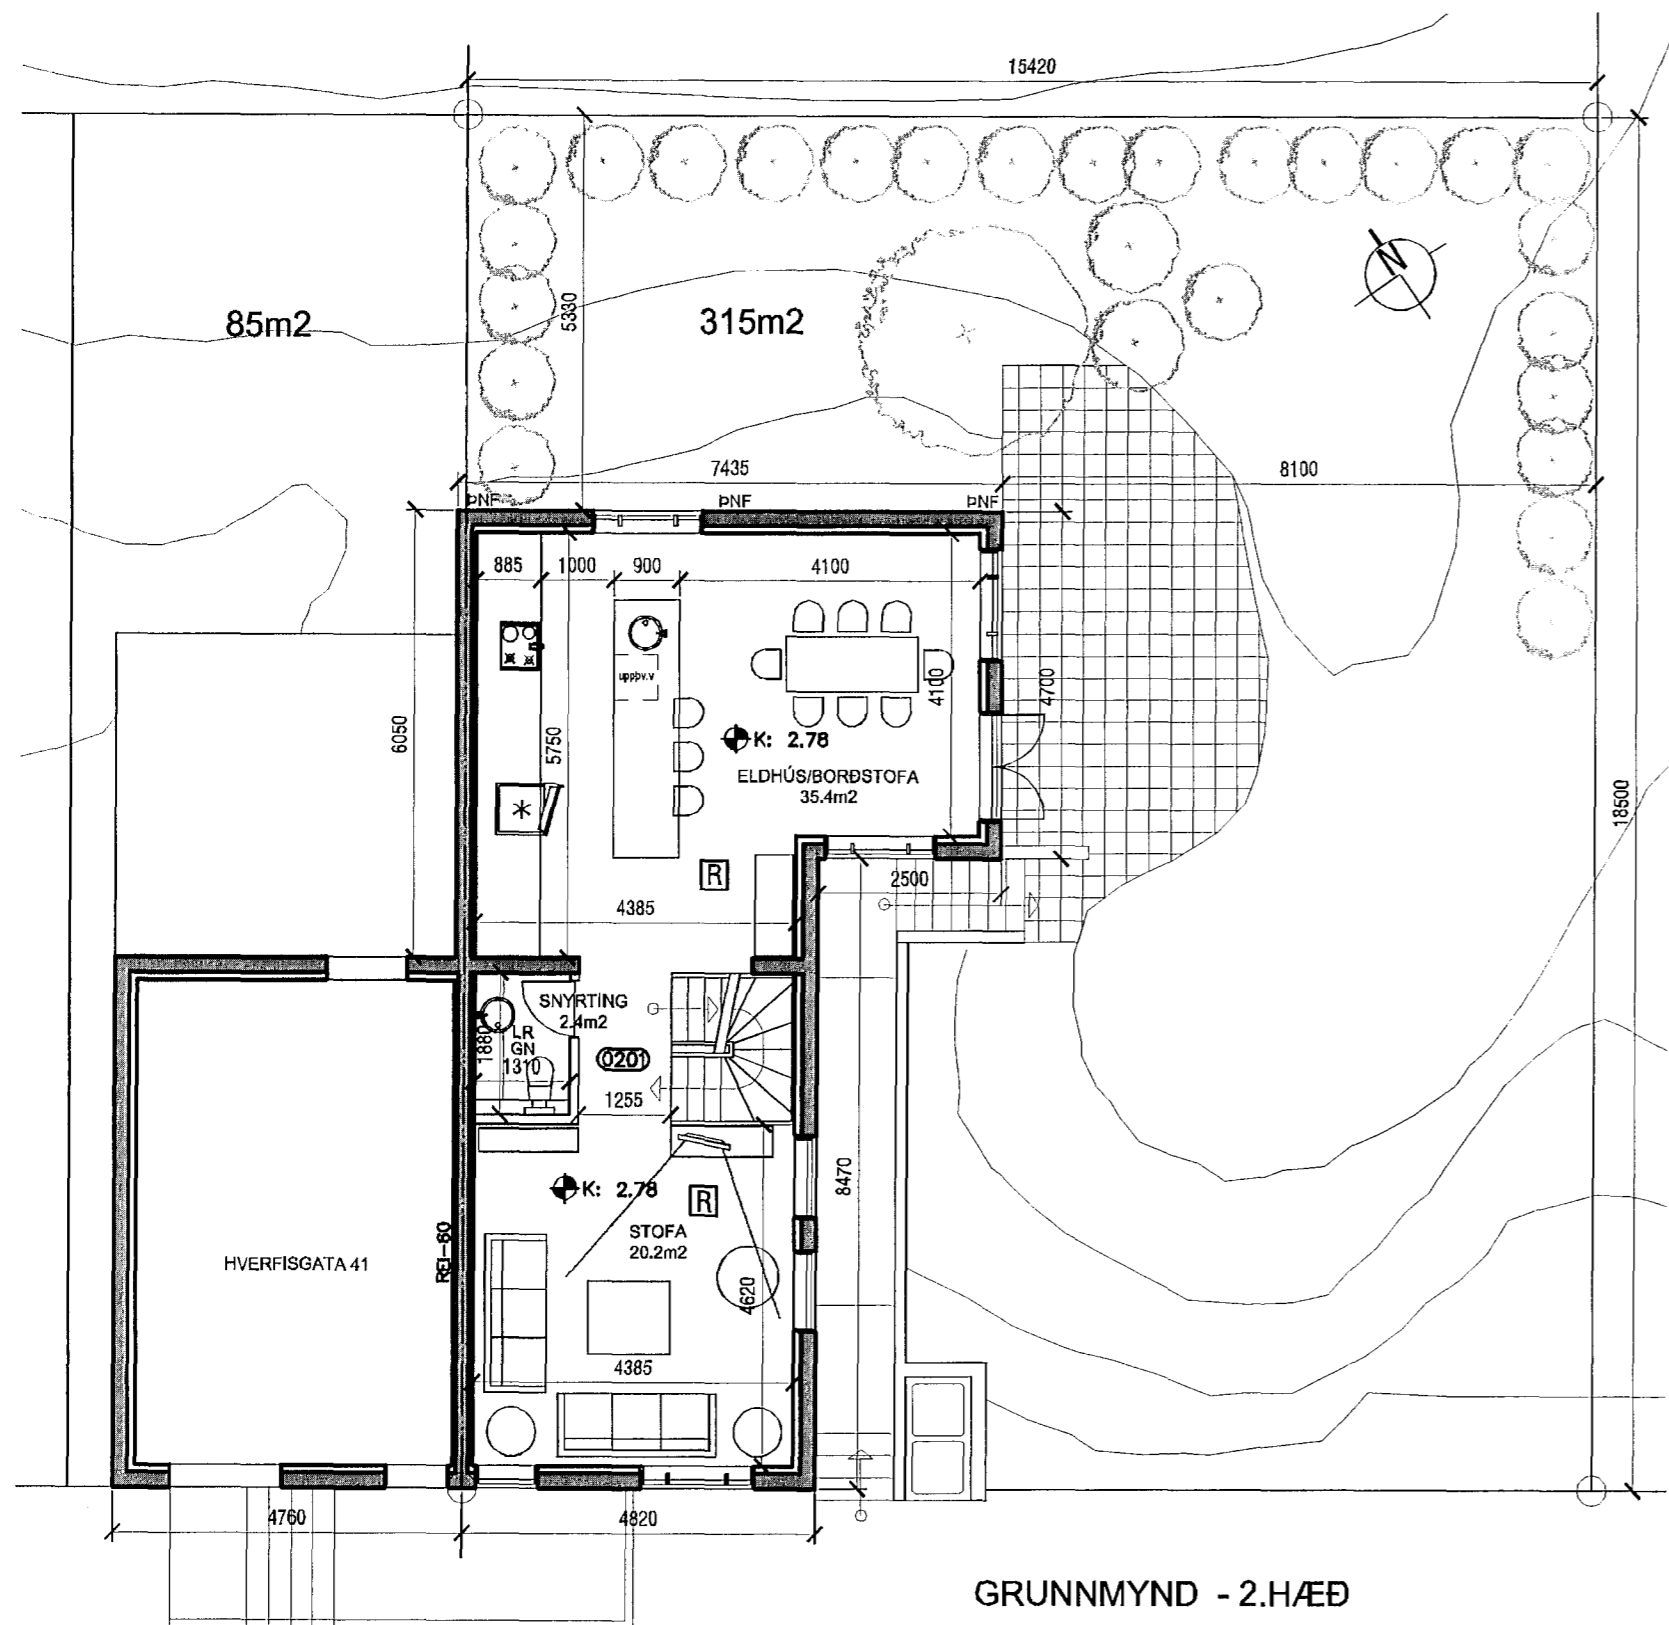 15420
85m2
5330
315m2
N
7435
8100
ÞNF
ÞNF
ÞNF
885
1000
900
4100
uppþv.v
4100
4700
6050
5750
K: 2.78
ELDHÚS/BORÐSTOFA
35.4m2
18500
R
2500
4385
SNYRTING
2.4m2
1880
LR
GN
1310
0201
1255
8470
K: 2.78
R
STOFA
20.2m2
HVERFISGATA 41
REI-60
4620
4385
4760
4820
GRUNNMYND - 2.HÆÐ